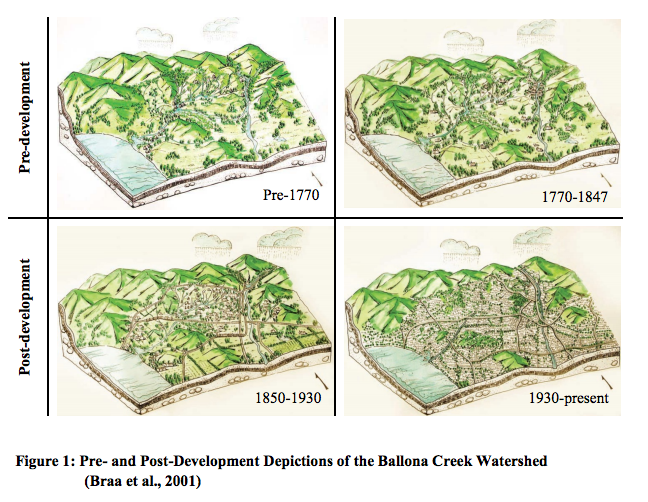 Pre-development
Pre-1770
1770-1847
Post-development
1850-1930
1930-present
Figure 1: Pre- and Post-Development Depictions of the Ballona Creek Watershed
(Braa et al., 2001)